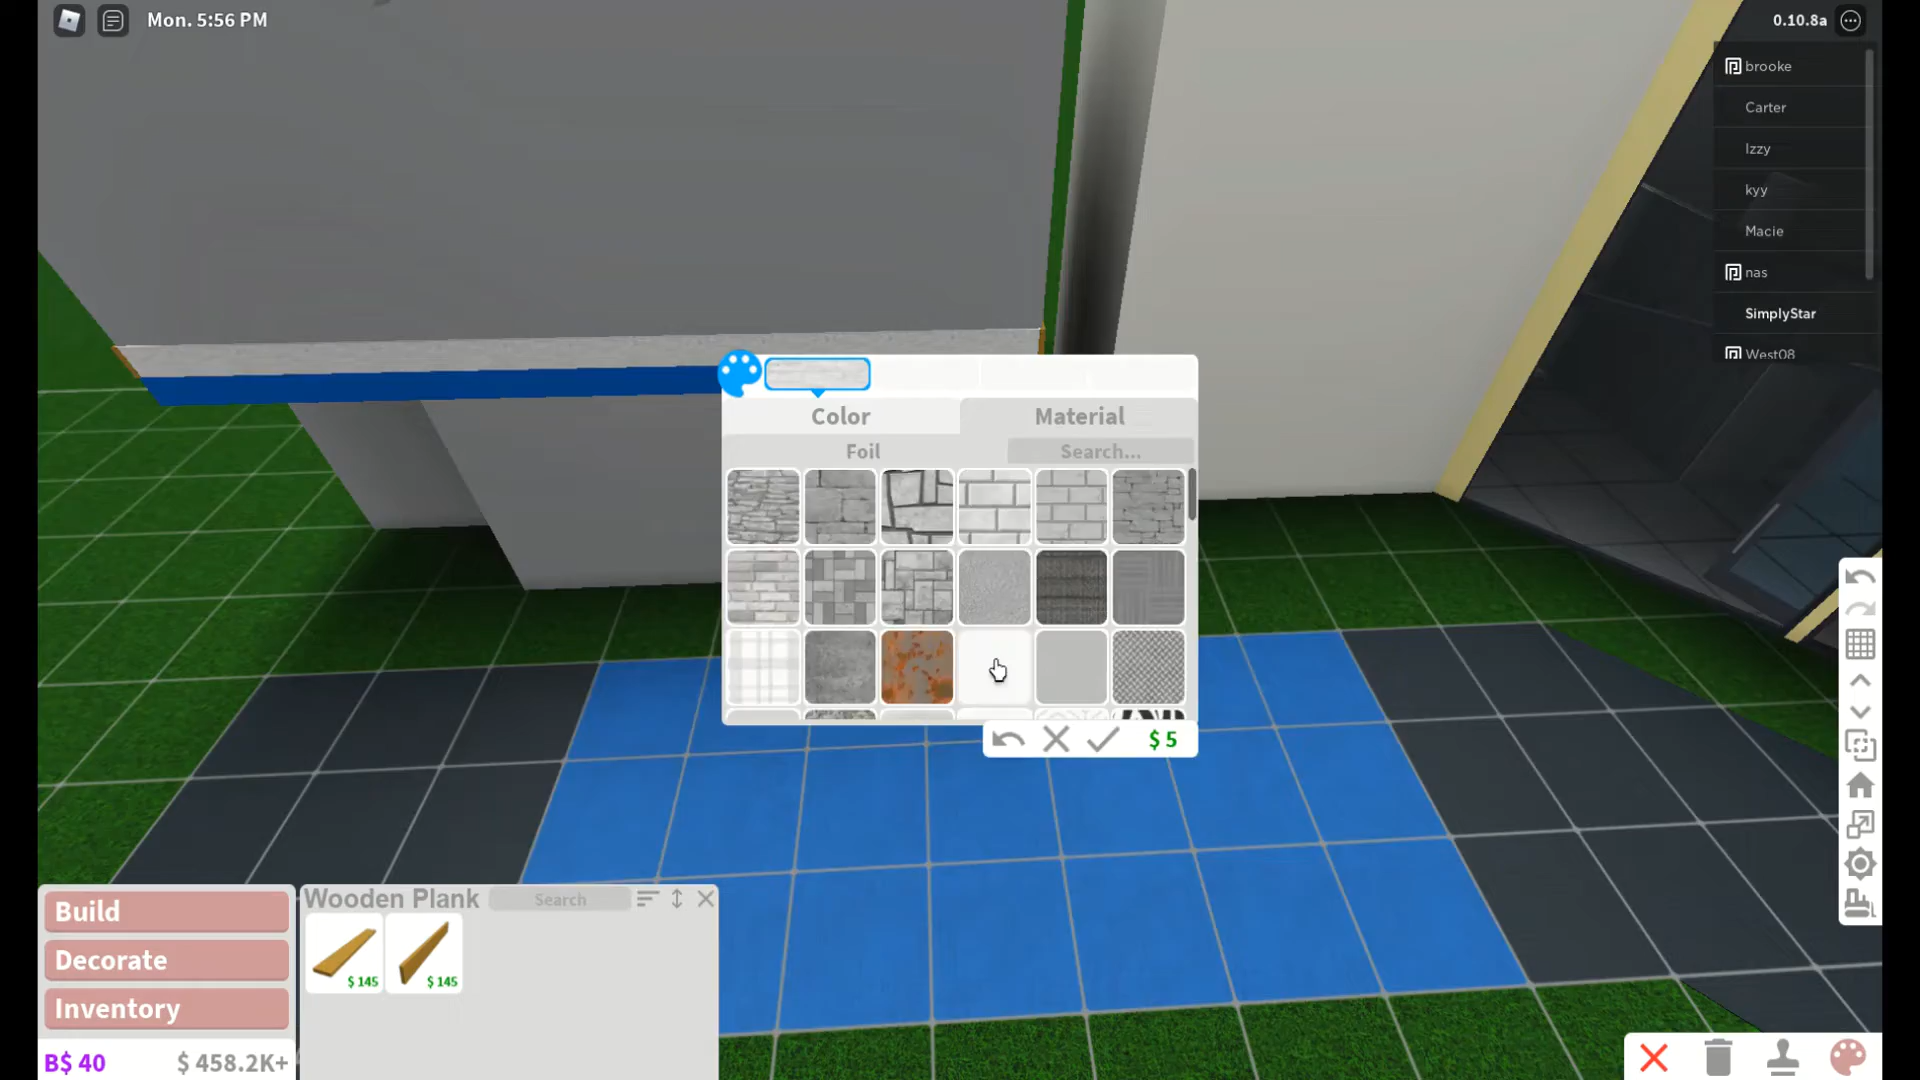 Mon. 5:56 PM
0.10.8a
brooke
Carter
Izzy
kyy
Macie
nas
SimplyStar
West08
Color
Material
Foil
Search...
$ 5
Build
Decorate
Inventory
B$ 40
$ 458.2K+
Wooden Plank
Search
$ 145
$ 145